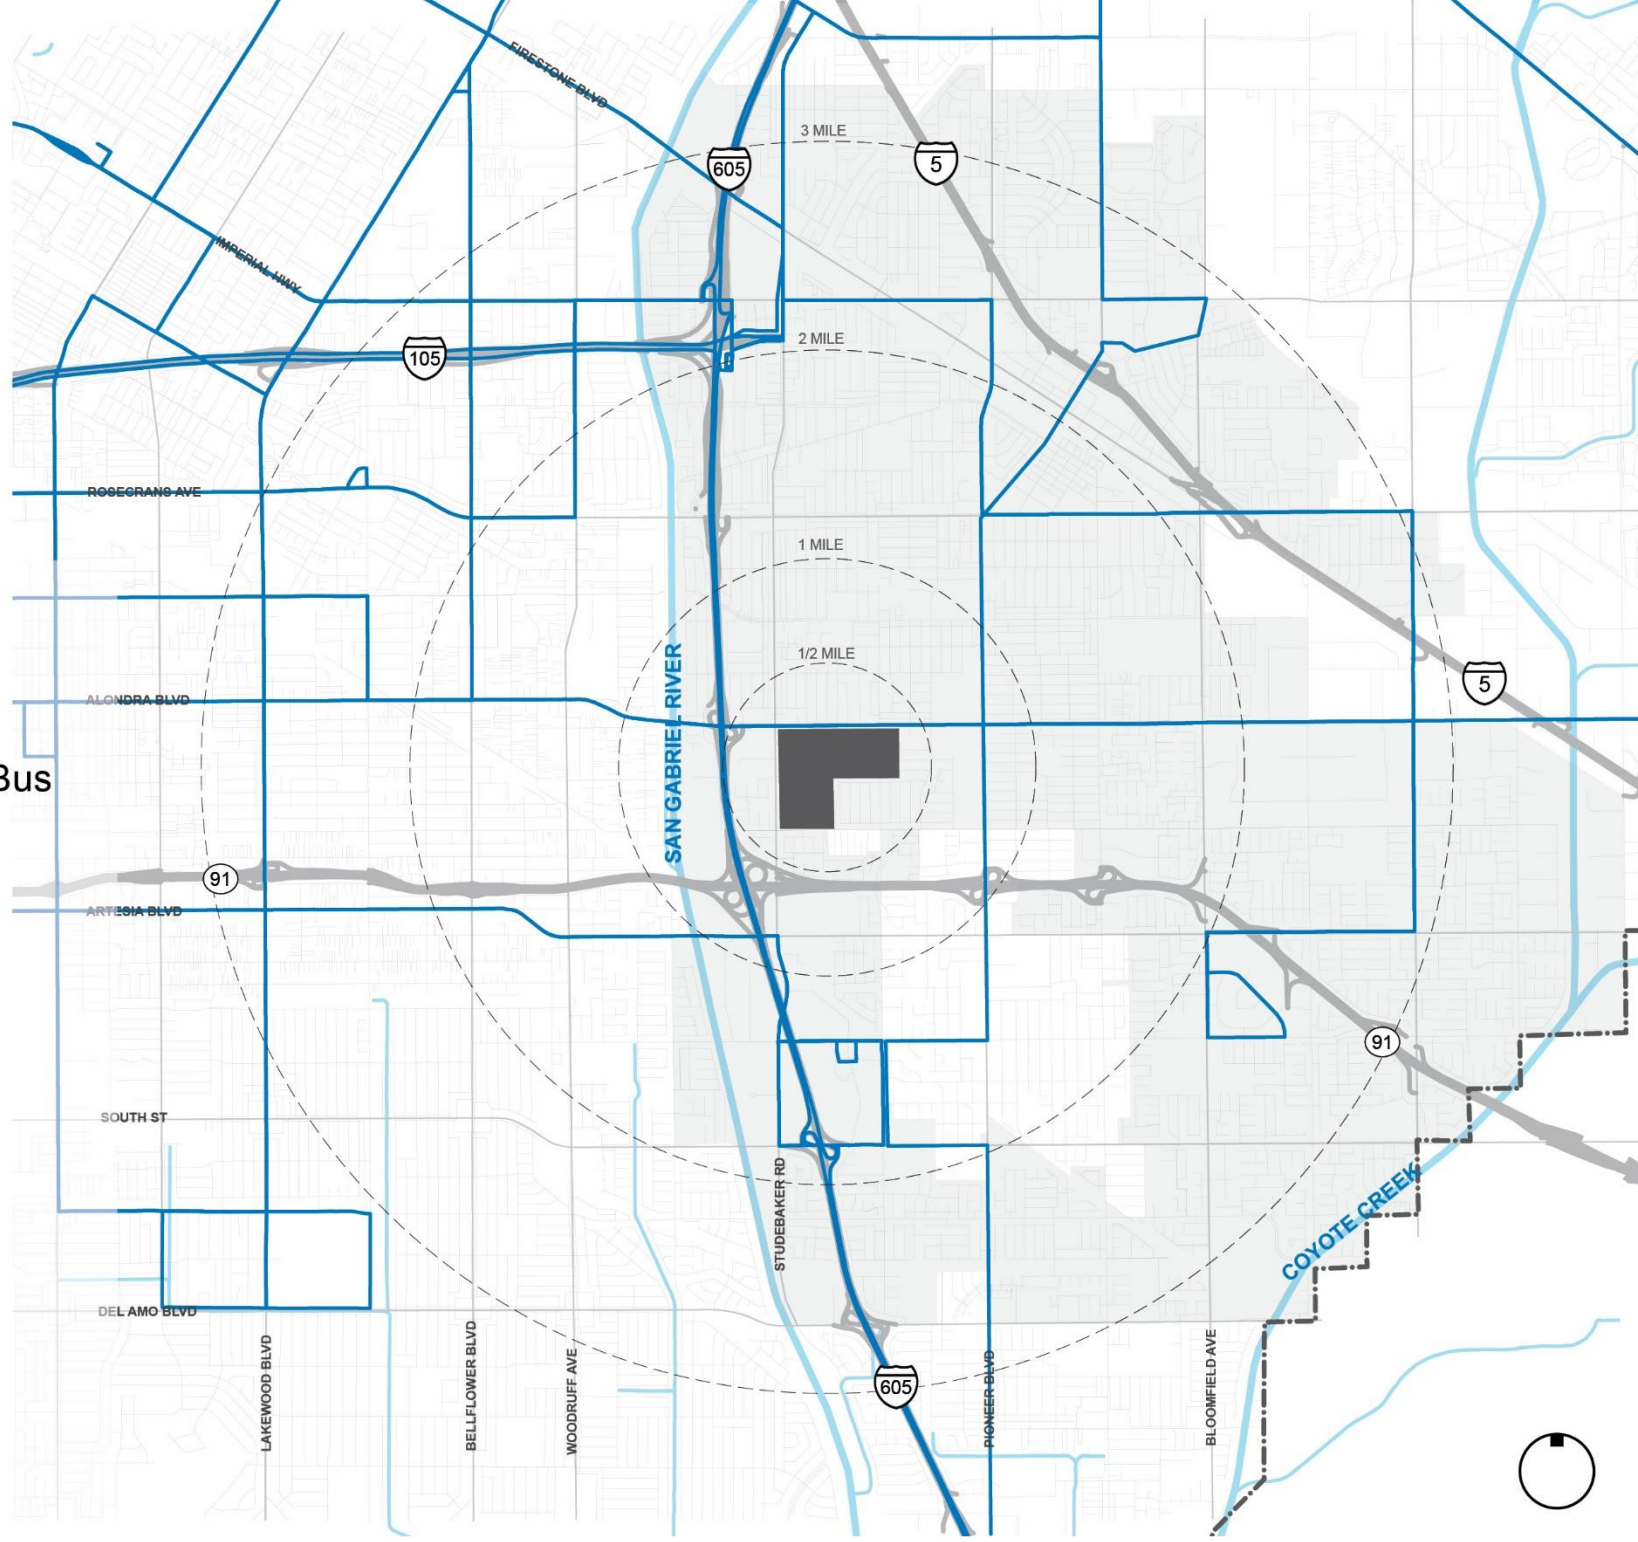 FIRESTONE BLVD
3 MILE
605
5
IMPERIAL HWY
2 MILE
105
ROSECRANS AVE
1 MILE
1/2 MILE
SAN GABRIEL RIVER
5
ALONDRA BLVD
Bus
91
ARTESIA BLVD
91
SOUTH ST
STUDEBAKER RD
COYOTE CREEK
DEL AMO BLVD
LAKEWOOD BLVD
BELLFLOWER BLVD
WOODRUFF AVE
605
PIONEER BLVD
BLOOMFIELD AVE